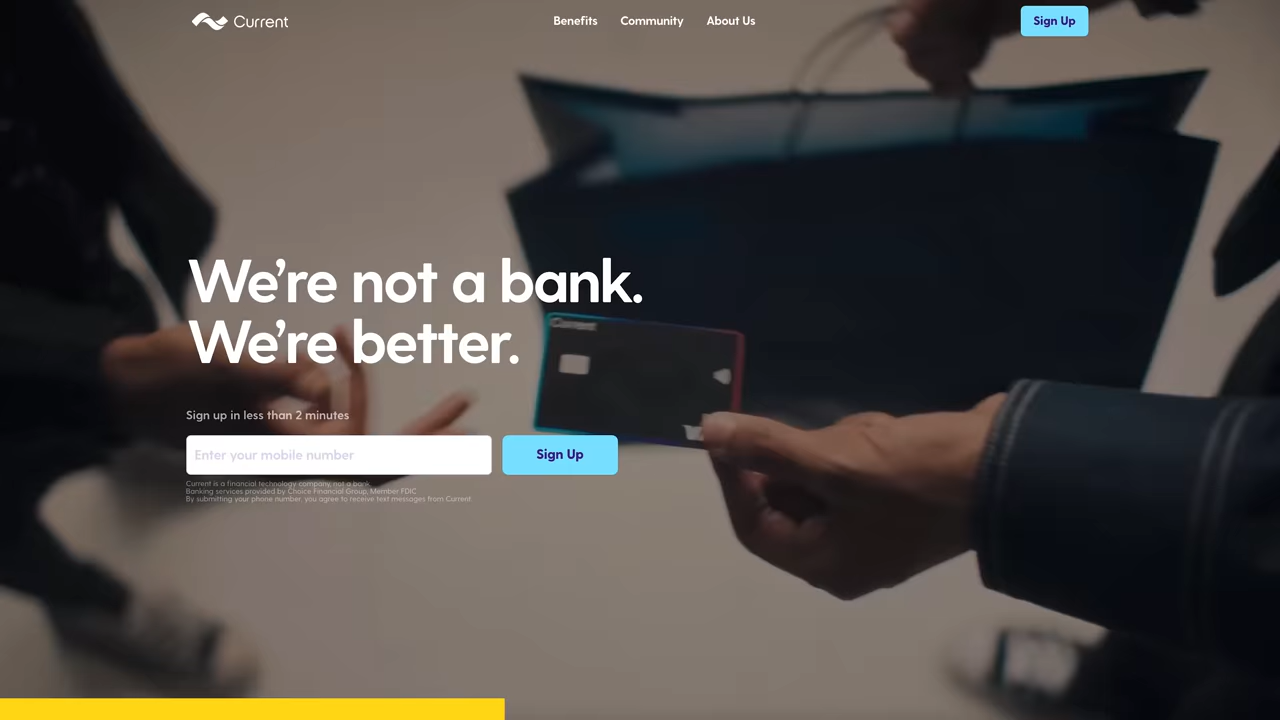 Current
Benefits
Community
About Us
Sign Up
We’re not a bank.
We’re better.
Current
Sign up in less than 2 minutes
Enter your mobile number
Sign Up
Current is a financial technology company, not a bank.
Banking services provided by Choice Financial Group, Member FDIC
By submitting your phone number, you agree to receive text messages from Current